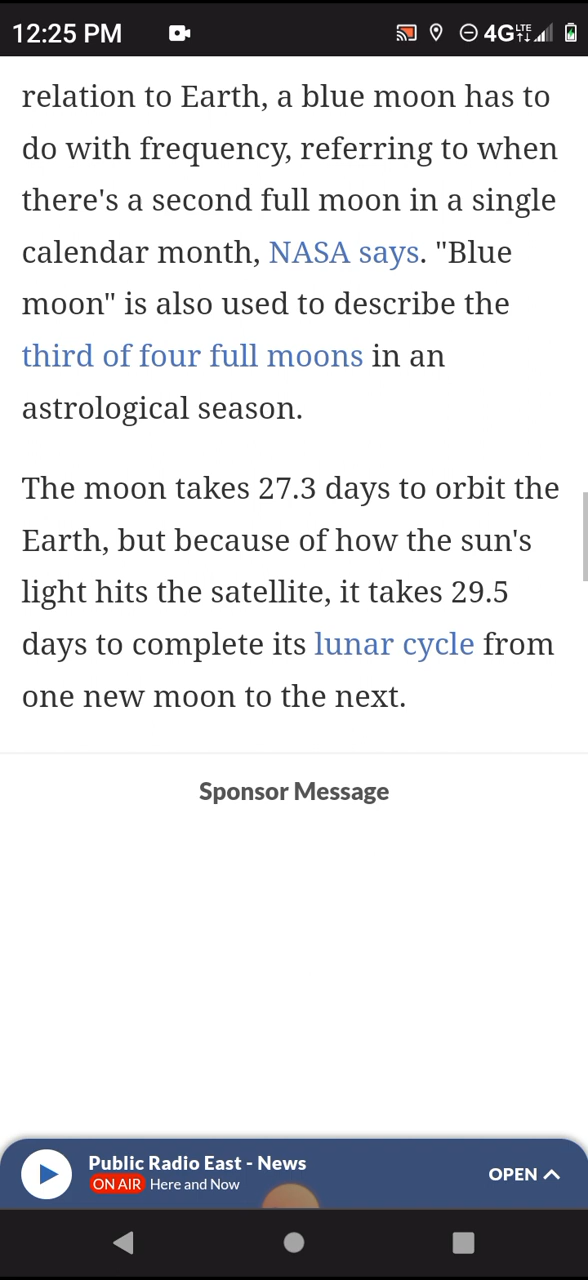 12:25 PM
4G LTE
relation to Earth, a blue moon has to
do with frequency, referring to when
there's a second full moon in a single
calendar month, NASA says. "Blue
moon" is also used to describe the
third of four full moons in an
astrological season.
The moon takes 27.3 days to orbit the
Earth, but because of how the sun's
light hits the satellite, it takes 29.5
days to complete its lunar cycle from
one new moon to the next.
Sponsor Message
Public Radio East - News
ON AIR Here and Now
OPEN